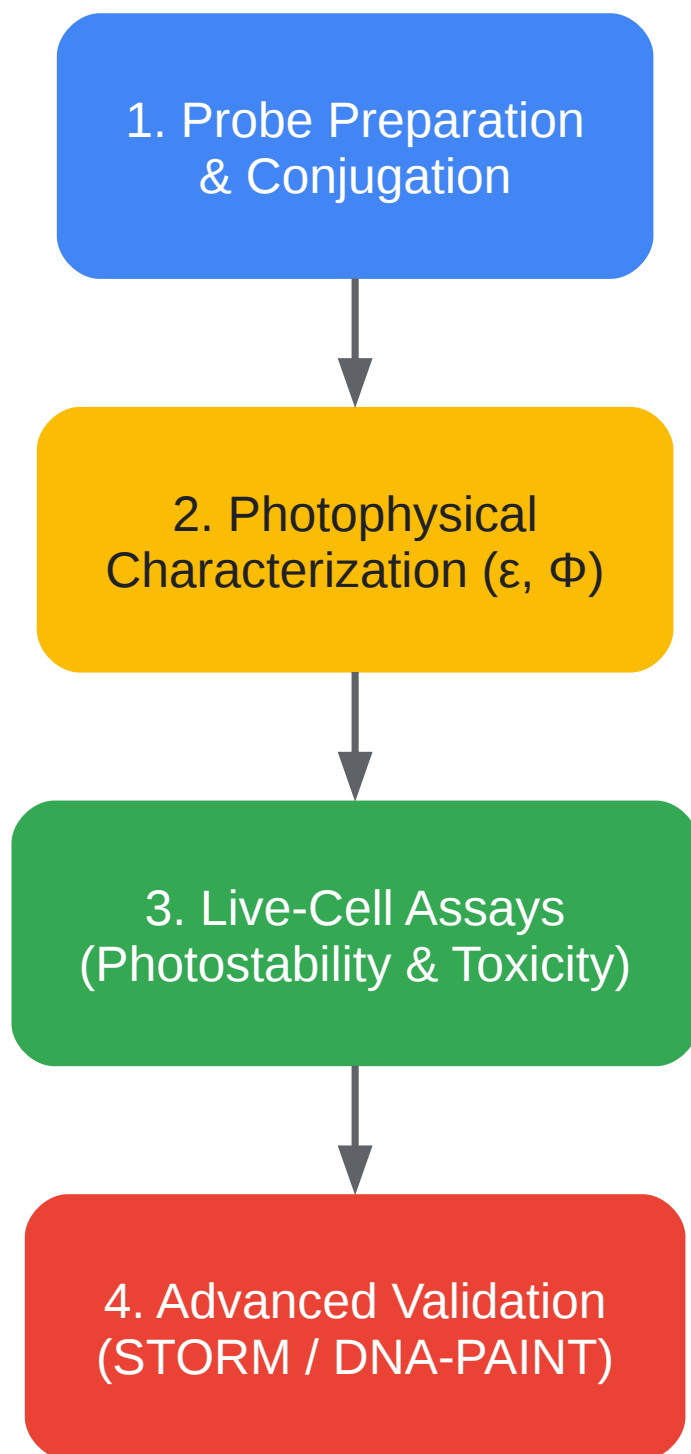 1. Probe Preparation
& Conjugation
2. Photophysical
Characterization (ε, Φ)
3. Live-Cell Assays
(Photostability & Toxicity)
4. Advanced Validation
(STORM / DNA-PAINT)